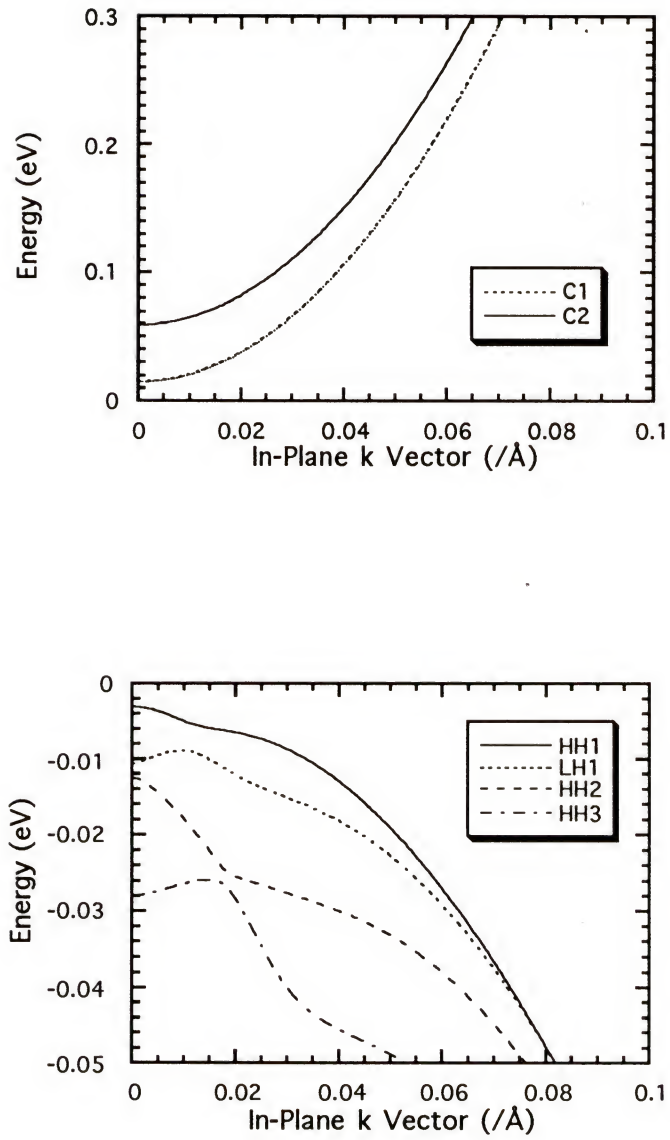 0.3
0.2
0.1
0
Energy (eV)
C1
C2
0 0.02 0.04 0.06 0.08 0.1
In-Plane k Vector (/Å)
0
-0.01
-0.02
-0.03
-0.04
-0.05
Energy (eV)
HH1
LH1
HH2
HH3
0 0.02 0.04 0.06 0.08 0.1
In-Plane k Vector (/Å)